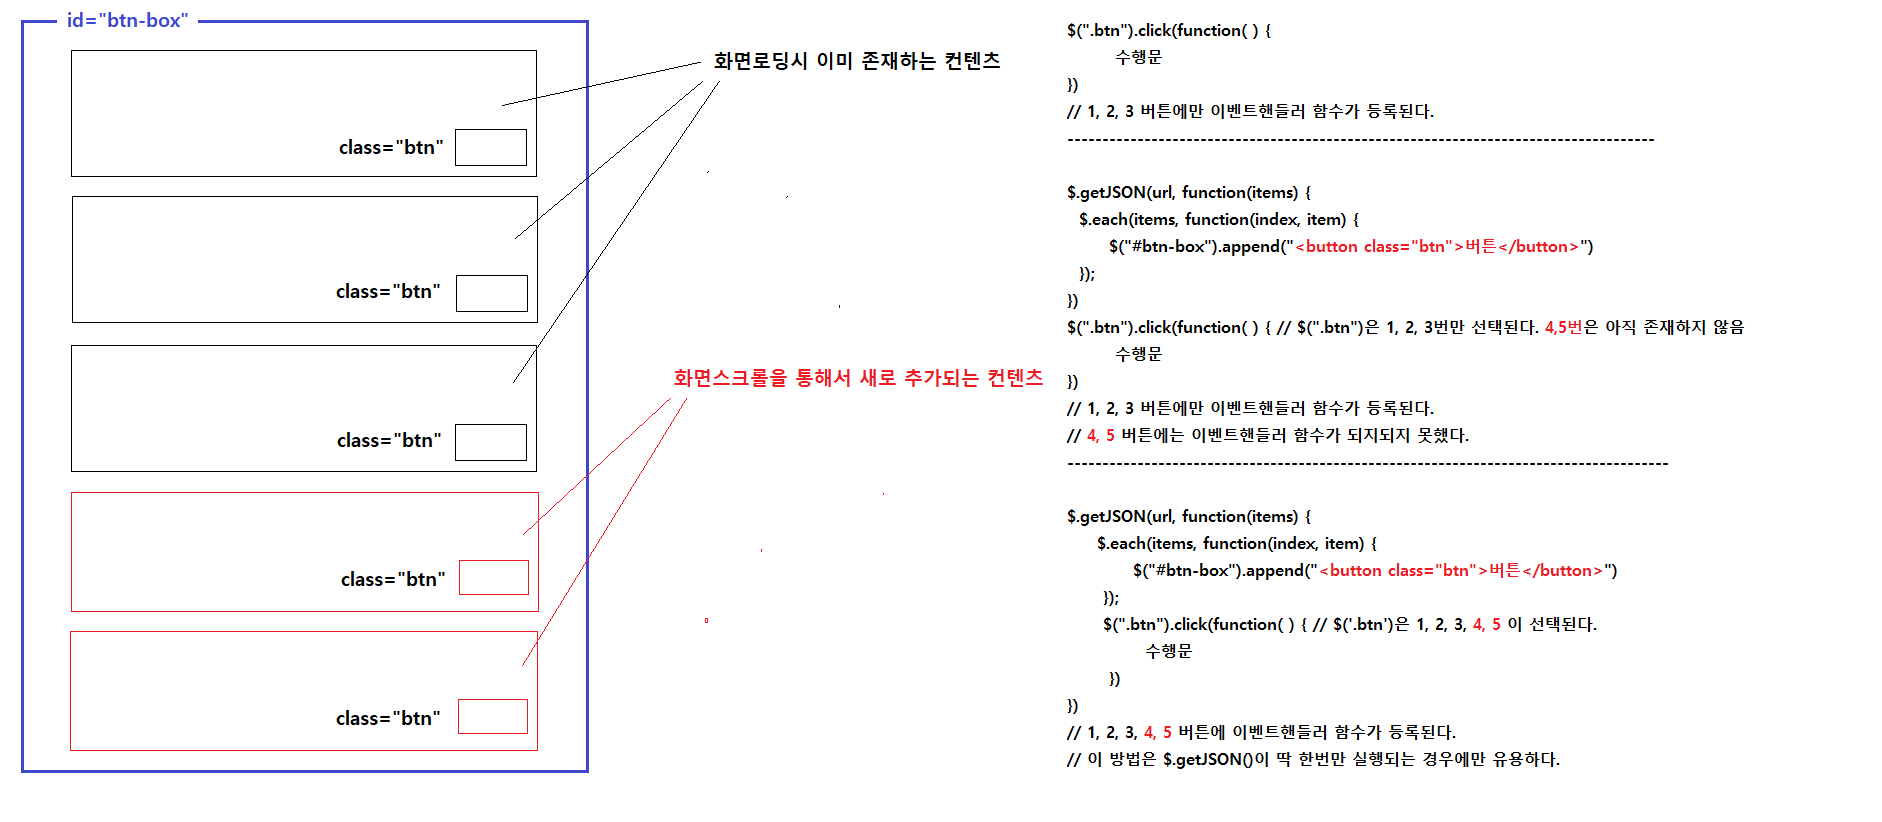 id="btn-box"
class="btn"
class="btn"
class="btn"
class="btn"
class="btn"
화면로딩시 이미 존재하는 컨텐츠
화면스크롤을 통해서 새로 추가되는 컨텐츠
$(".btn").click(function( ) {
수행문
})
// 1, 2, 3 버튼에만 이벤트핸들러 함수가 등록된다.
------------------------------------------------------------------------------------
$.getJSON(url, function(items) {
$.each(items, function(index, item) {
$("#btn-box").append("<button class="btn">버튼</button>")
});
})
$(".btn").click(function( ) { // $(".btn")은 1, 2, 3번만 선택된다. 4,5번은 아직 존재하지 않음
수행문
})
// 1, 2, 3 버튼에만 이벤트핸들러 함수가 등록된다.
// 4, 5 버튼에는 이벤트핸들러 함수가 되지되지 못했다.
--------------------------------------------------------------------------------------
$.getJSON(url, function(items) {
$.each(items, function(index, item) {
$("#btn-box").append("<button class="btn">버튼</button>")
});
$(".btn").click(function( ) { // $('.btn')은 1, 2, 3, 4, 5 이 선택된다.
수행문
})
})
// 1, 2, 3, 4, 5 버튼에 이벤트핸들러 함수가 등록된다.
// 이 방법은 $.getJSON()이 딱 한번만 실행되는 경우에만 유용하다.